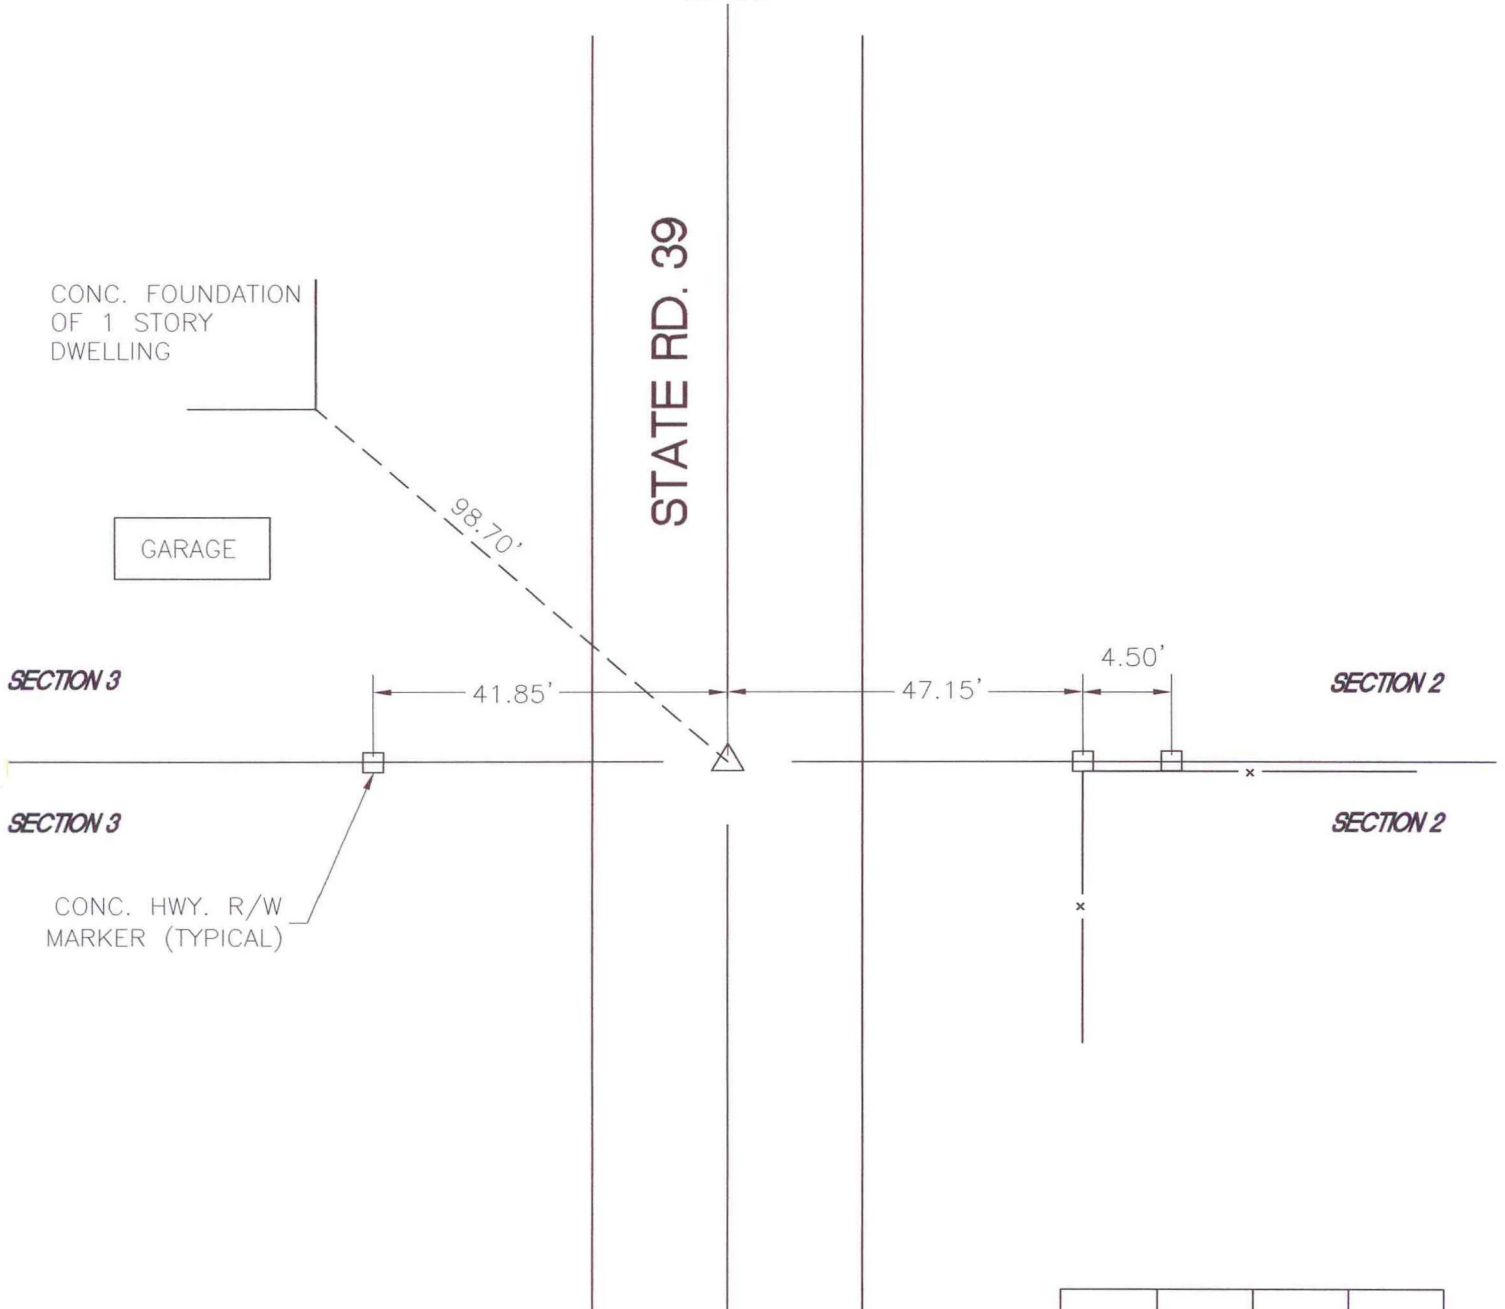 STATE RD. 39
CONC. FOUNDATION
OF 1 STORY
DWELLING
98.70'
GARAGE
4.50'
SECTION 3
41.85'
47.15'
SECTION 2
SECTION 3
SECTION 2
CONC. HWY. R/W
MARKER (TYPICAL)